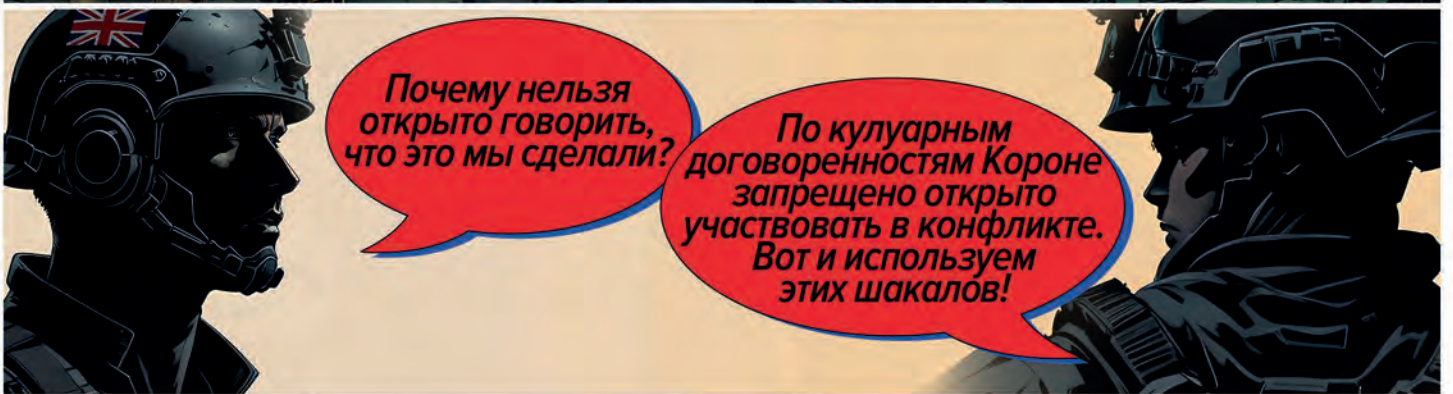 Почему нельзя
открыто говорить,
что это мы сделали?
По кулуарным
договоренностям Короне
запрещено открыто
участвовать в конфликте.
Вот и используем
этих шакалов!